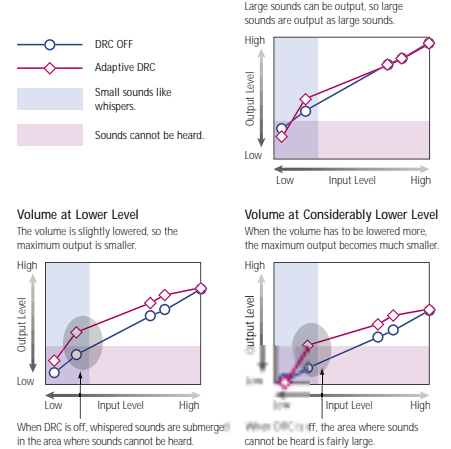 Large sounds can be output, so large
sounds are output as large sounds.
DRC OFF
Adaptive DRC
Small sounds like
whispers.
Sounds cannot be heard.
High
Output Level
Low
Low Input Level High
Volume at Lower Level
The volume is slightly lowered, so the
maximum output is smaller.
High
Output Level
Low
Low Input Level High
When DRC is off, whispered sounds are submerged
in the area where sounds cannot be heard.
Volume at Considerably Lower Level
When the volume has to be lowered more,
the maximum output becomes much smaller.
High
Output Level
Input Level High
When DRC is off, the area where sounds
cannot be heard is fairly large.